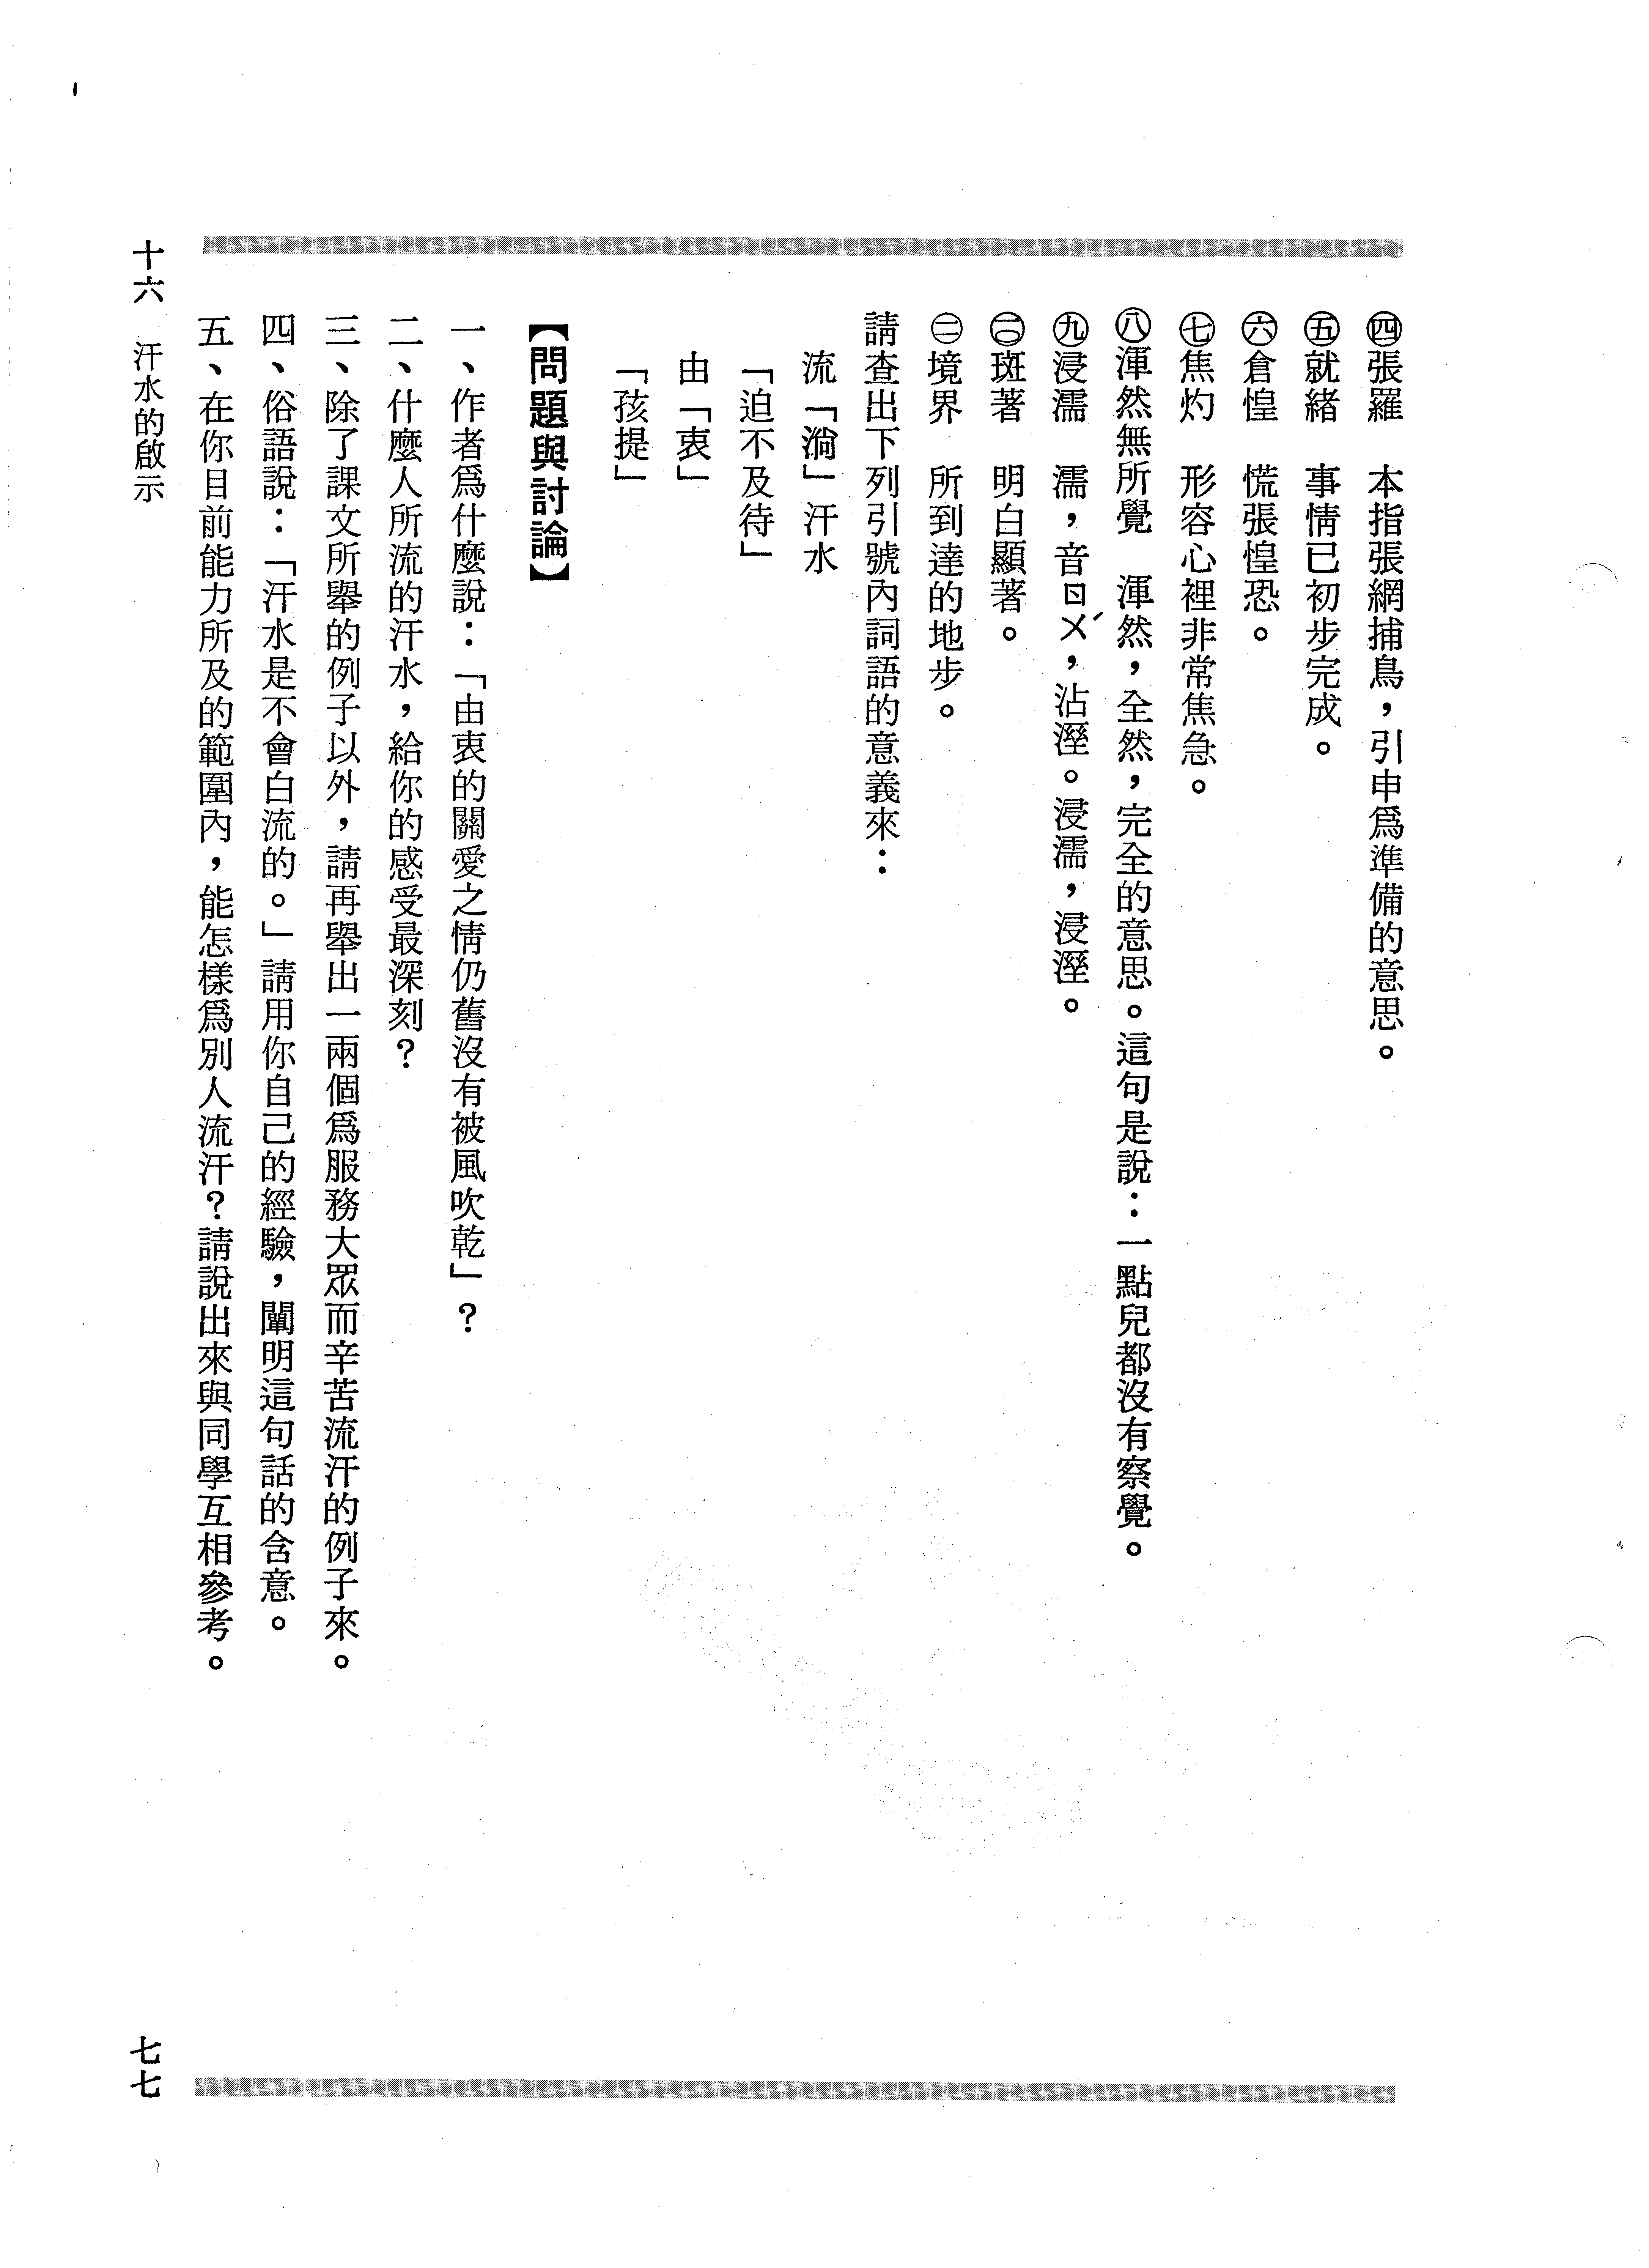 ㊃張羅　本指張網捕鳥，引申爲準備的意思。
㊄就緒　事情已初步完成。
㊅倉惶　慌張惶恐。
㊆焦灼　形容心裡非常焦急。
㊇渾然無所覺　渾然，全然，完全的意思。這句是說：一點兒都沒有察覺。
㊈浸濡　濡，音ㄖㄨˊ，沾溼。浸濡，浸溼。
㊉斑著　明白顯著。
㈡境界　所到達的地步。
請查出下列引號內詞語的意義來：
流「淌」汗水
「迫不及待」
由「衷」
「孩提」
【問題與討論】
一、作者爲什麼說：「由衷的關愛之情仍舊沒有被風吹乾」？
二、什麼人所流的汗水，給你的感受最深刻？
三、除了課文所舉的例子以外，請再舉出一兩個爲服務大眾而辛苦流汗的例子來。
四、俗語說：「汗水是不會白流的。」請用你自己的經驗，闡明這句話的含意。
五、在你目前能力所及的範圍內，能怎樣爲別人流汗？請說出來與同學互相參考。
十六　汗水的啟示
七七